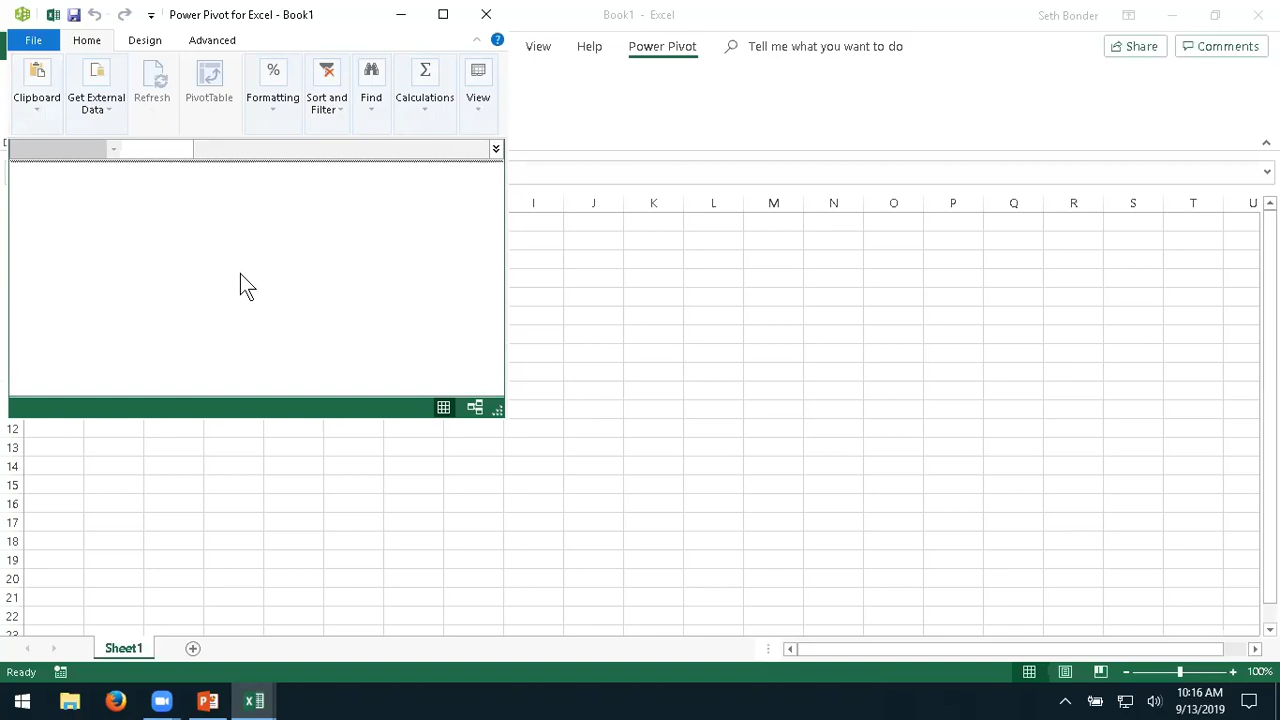 Power Pivot for Excel - Book1
Book1 - Excel
Seth Bonder
File Home Design Advanced
View Help Power Pivot Tell me what you want to do Share Comments
Clipboard Get External Data Refresh PivotTable Formatting Sort and Filter Find Calculations View
I J K L M N O P Q R S T U
12
13
14
15
16
17
18
19
20
21
22
23
Sheet1
Ready
100%
10:16 AM
9/13/2019